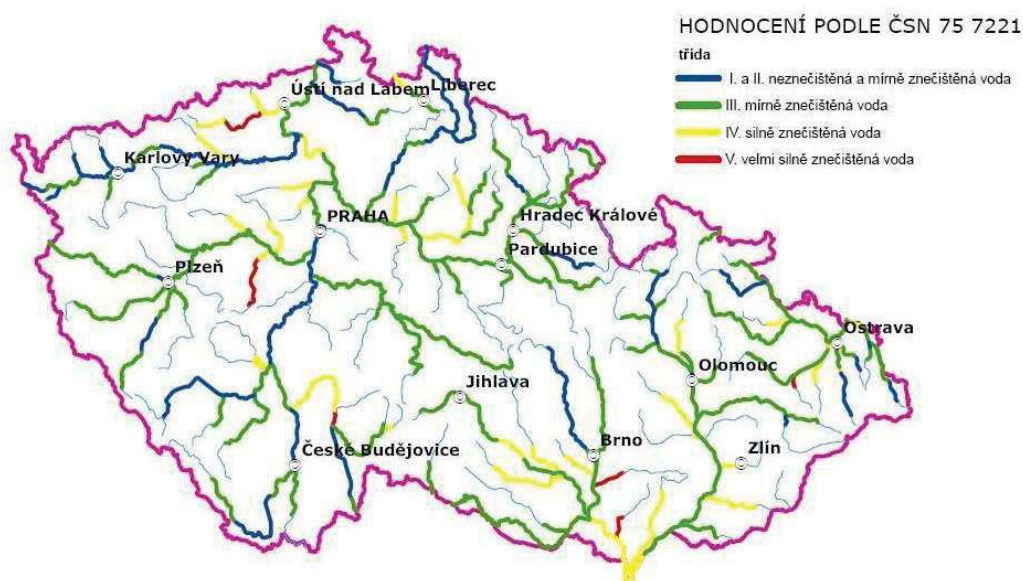 HODNOCENÍ PODLE ČSN 75 7221
třída
I. a II. neznečištěná a mírně znečištěná voda
III. mírně znečištěná voda
IV. silně znečištěná voda
V. velmi silně znečištěná voda
Ústí nad Labem
Liberec
Karlovy Vary
PRAHA
Hradec Králové
Pardubice
Plzeň
Ostrava
Olomouc
Jihlava
Brno
Zlín
České Budějovice